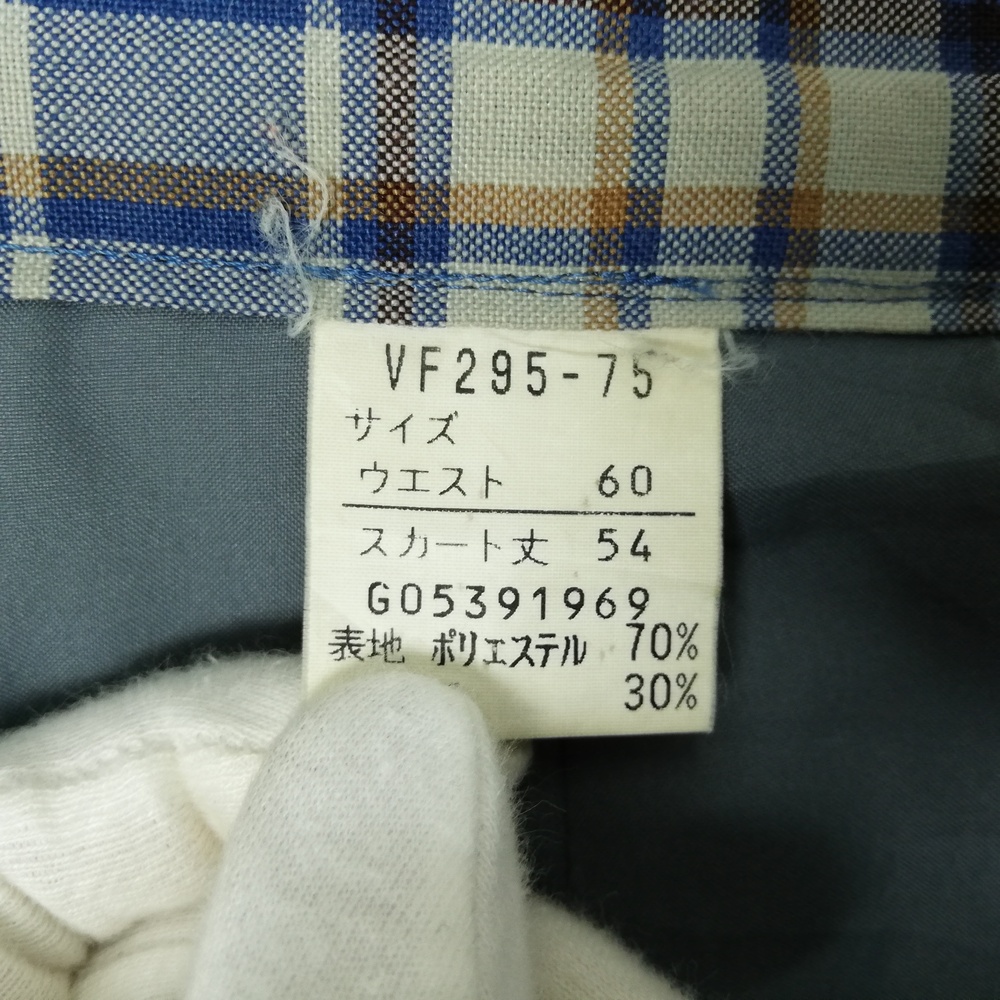 VF295-75
サイズ
ウエスト 60
スカート丈 54
G05391969
表地 ポリエステル 70%
30%